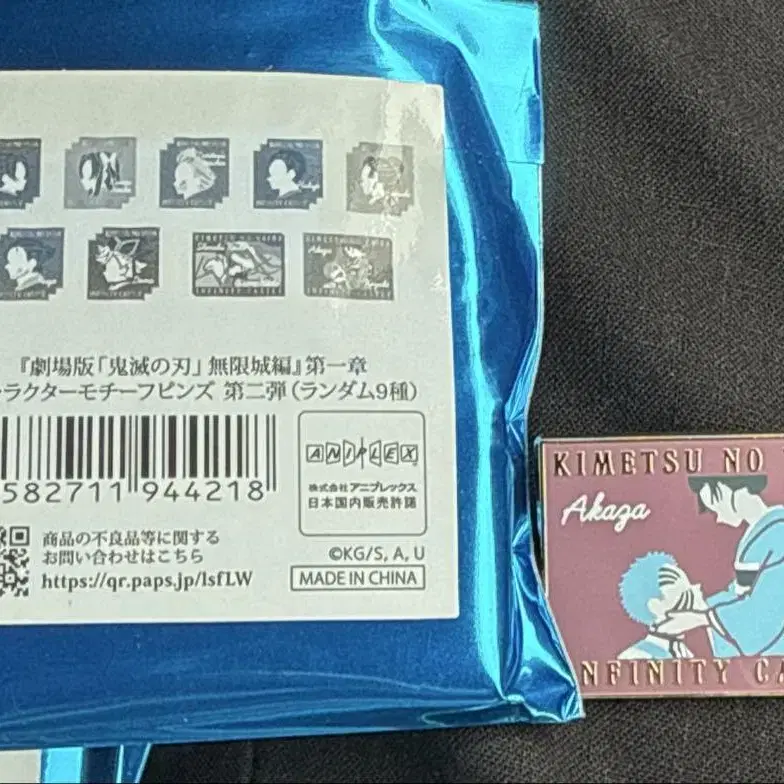 『劇場版「鬼滅の刃」無限城編』第一章
ラクターモチーフピンズ 第二弾（ランダム9種）
582711 944218
ANIPLEX
株式会社アニプレックス
日本国内販売許諾
商品の不良品等に関する
お問い合わせはこちら
https://qr.paps.jp/lsfLW
©KG/S, A, U
MADE IN CHINA
KIMETSU NO
Akaza
INFINITY CA